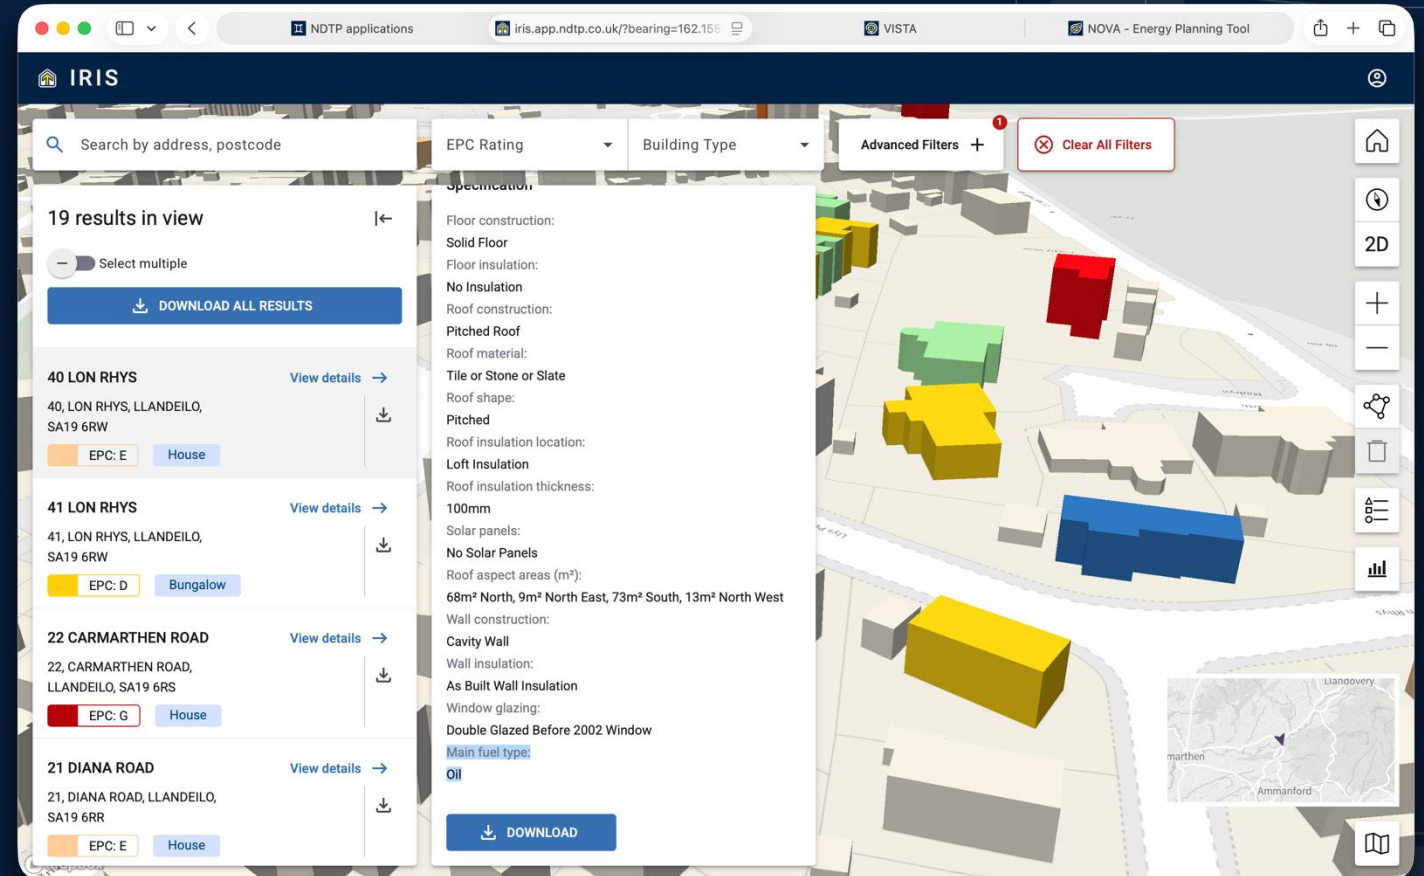 NDTP applications
iris.app.ndtp.co.uk/?bearing=162.155
VISTA
NOVA - Energy Planning Tool
IRIS
Search by address, postcode
EPC Rating
Building Type
Advanced Filters +
1
Clear All Filters
19 results in view
Select multiple
DOWNLOAD ALL RESULTS
40 LON RHYS
View details →
40, LON RHYS, LLANDEILO,
SA19 6RW
EPC: E
House
41 LON RHYS
View details →
41, LON RHYS, LLANDEILO,
SA19 6RW
EPC: D
Bungalow
22 CARMARTHEN ROAD
View details →
22, CARMARTHEN ROAD,
LLANDEILO, SA19 6RS
EPC: G
House
21 DIANA ROAD
View details →
21, DIANA ROAD, LLANDEILO,
SA19 6RR
EPC: E
House
Specification
Floor construction:
Solid Floor
Floor insulation:
No Insulation
Roof construction:
Pitched Roof
Roof material:
Tile or Stone or Slate
Roof shape:
Pitched
Roof insulation location:
Loft Insulation
Roof insulation thickness:
100mm
Solar panels:
No Solar Panels
Roof aspect areas (m²):
68m² North, 9m² North East, 73m² South, 13m² North West
Wall construction:
Cavity Wall
Wall insulation:
As Built Wall Insulation
Window glazing:
Double Glazed Before 2002 Window
Main fuel type:
Oil
DOWNLOAD
2D
Llandovery
marthen
Ammanford